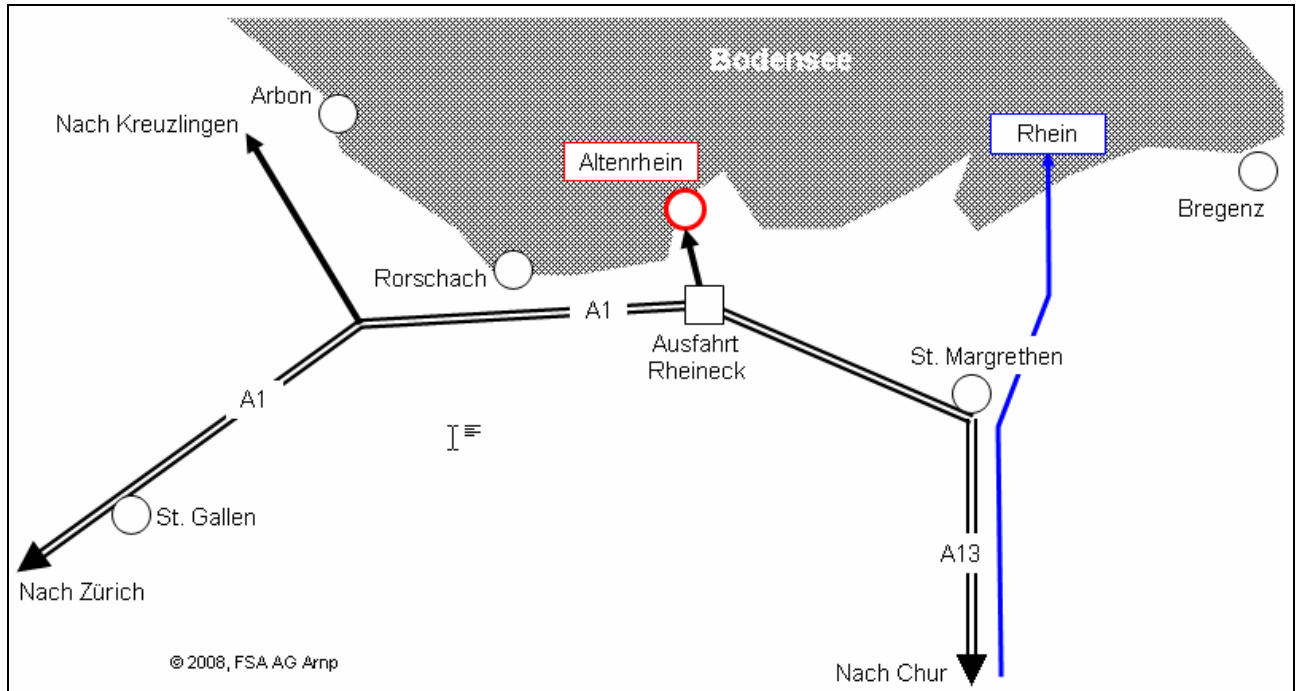 Bodensee
Arbon
Nach Kreuzlingen
Rhein
Altenrhein
Bregenz
Rorschach
A1
Ausfahrt
Rheineck
St. Margrethen
A1
St. Gallen
A13
Nach Zürich
© 2008, FSA AG Arnp
Nach Chur